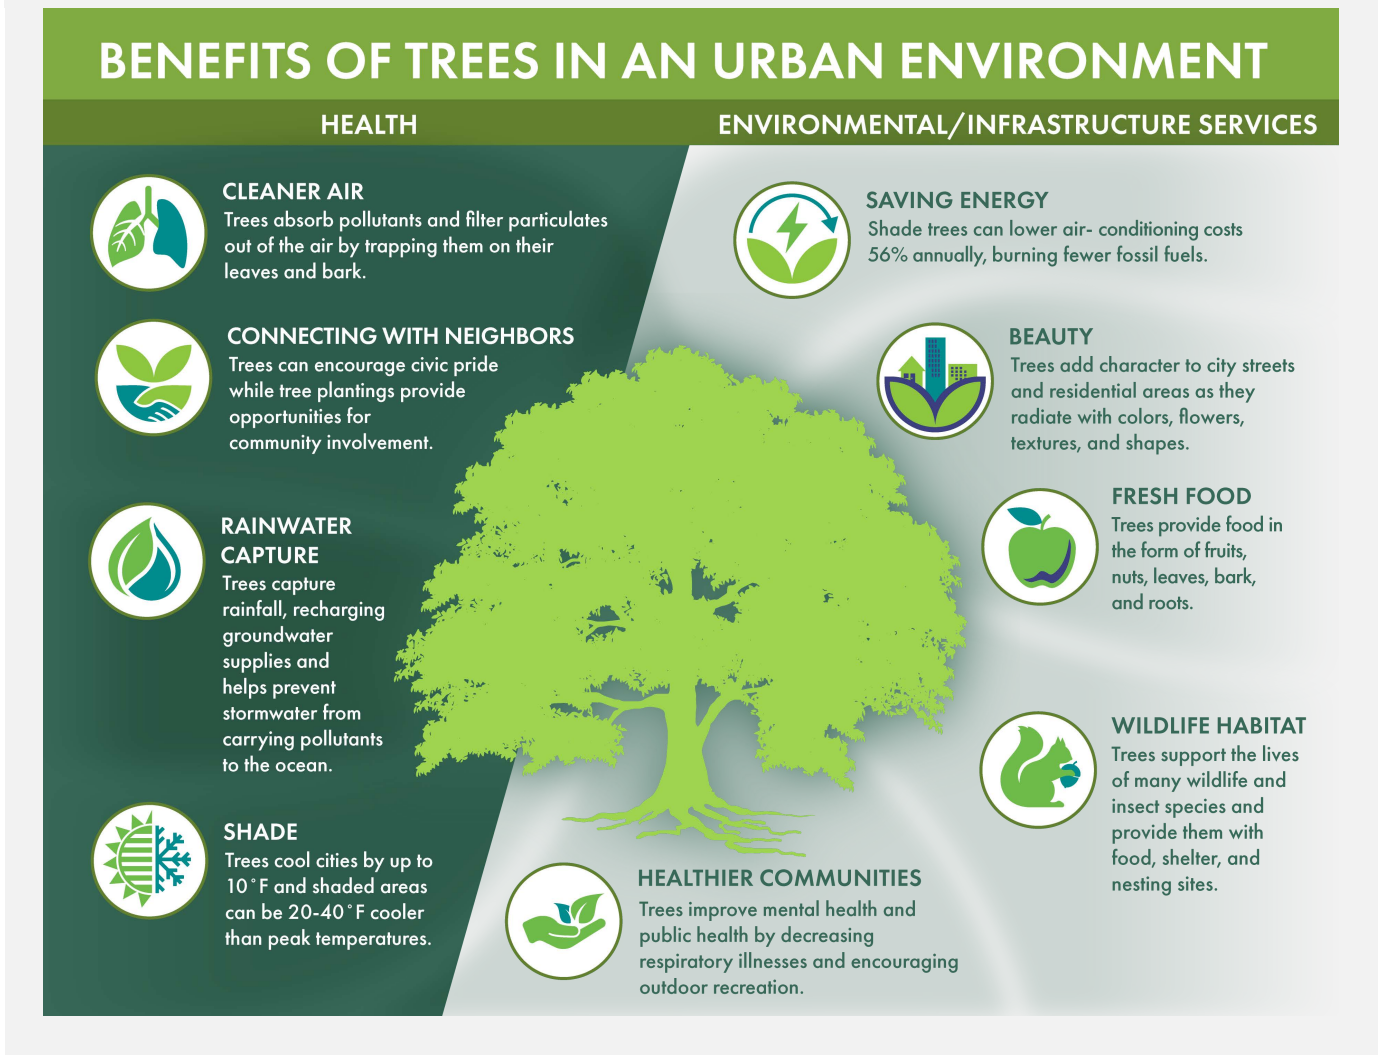 BENEFITS OF TREES IN AN URBAN ENVIRONMENT
HEALTH
ENVIRONMENTAL/INFRASTRUCTURE SERVICES
CLEANER AIR
Trees absorb pollutants and filter particulates
out of the air by trapping them on their
leaves and bark.
CONNECTING WITH NEIGHBORS
Trees can encourage civic pride
while tree plantings provide
opportunities for
community involvement.
RAINWATER
CAPTURE
Trees capture
rainfall, recharging
groundwater
supplies and
helps prevent
stormwater from
carrying pollutants
to the ocean.
SHADE
Trees cool cities by up to
10˚F and shaded areas
can be 20-40˚F cooler
than peak temperatures.
SAVING ENERGY
Shade trees can lower air- conditioning costs
56% annually, burning fewer fossil fuels.
BEAUTY
Trees add character to city streets
and residential areas as they
radiate with colors, flowers,
textures, and shapes.
FRESH FOOD
Trees provide food in
the form of fruits,
nuts, leaves, bark,
and roots.
WILDLIFE HABITAT
Trees support the lives
of many wildlife and
insect species and
provide them with
food, shelter, and
nesting sites.
HEALTHIER COMMUNITIES
Trees improve mental health and
public health by decreasing
respiratory illnesses and encouraging
outdoor recreation.